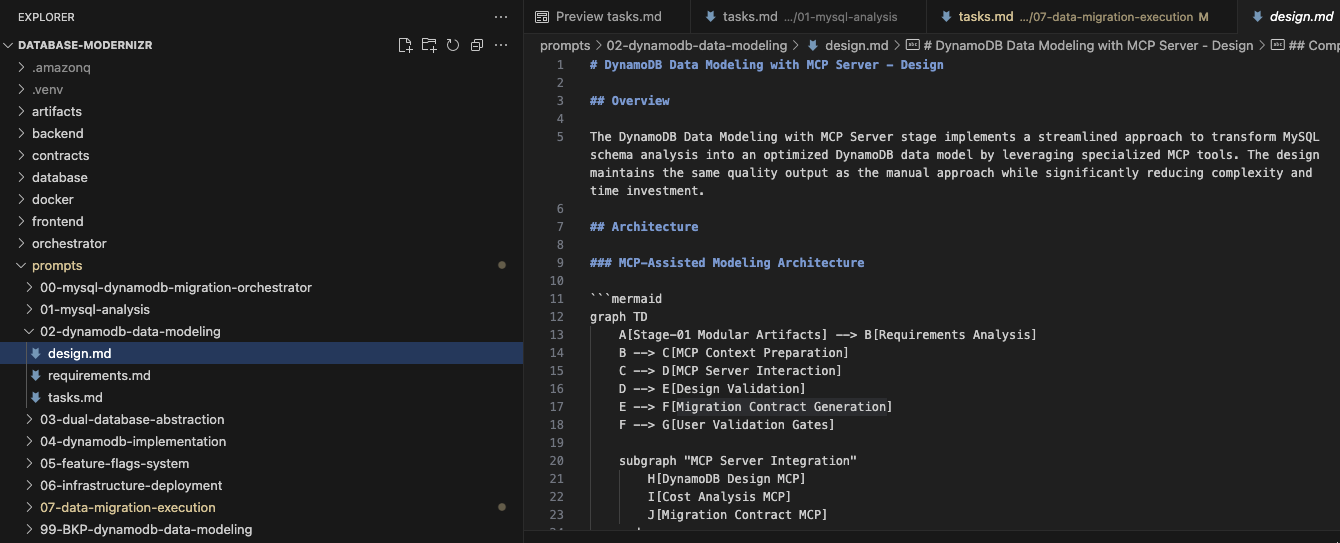 EXPLORER
DATABASE-MODERNIZR
.amazonq
.venv
artifacts
backend
contracts
database
docker
frontend
orchestrator
prompts
00-mysql-dynamodb-migration-orchestrator
01-mysql-analysis
02-dynamodb-data-modeling
design.md
requirements.md
tasks.md
03-dual-database-abstraction
04-dynamodb-implementation
05-feature-flags-system
06-infrastructure-deployment
07-data-migration-execution
99-BKP-dynamodb-data-modeling
Preview tasks.md
tasks.md .../01-mysql-analysis
tasks.md .../07-data-migration-execution M
design.md
prompts > 02-dynamodb-data-modeling > design.md > # DynamoDB Data Modeling with MCP Server - Design > ## Comp
1 # DynamoDB Data Modeling with MCP Server - Design
2
3 ## Overview
4
5 The DynamoDB Data Modeling with MCP Server stage implements a streamlined approach to transform MySQL
schema analysis into an optimized DynamoDB data model by leveraging specialized MCP tools. The design
maintains the same quality output as the manual approach while significantly reducing complexity and
time investment.
6
7 ## Architecture
8
9 ### MCP-Assisted Modeling Architecture
10
11 ```mermaid
12 graph TD
13 A[Stage-01 Modular Artifacts] --> B[Requirements Analysis]
14 B --> C[MCP Context Preparation]
15 C --> D[MCP Server Interaction]
16 D --> E[Design Validation]
17 E --> F[Migration Contract Generation]
18 F --> G[User Validation Gates]
19
20 subgraph "MCP Server Integration"
21 H[DynamoDB Design MCP]
22 I[Cost Analysis MCP]
23 J[Migration Contract MCP]